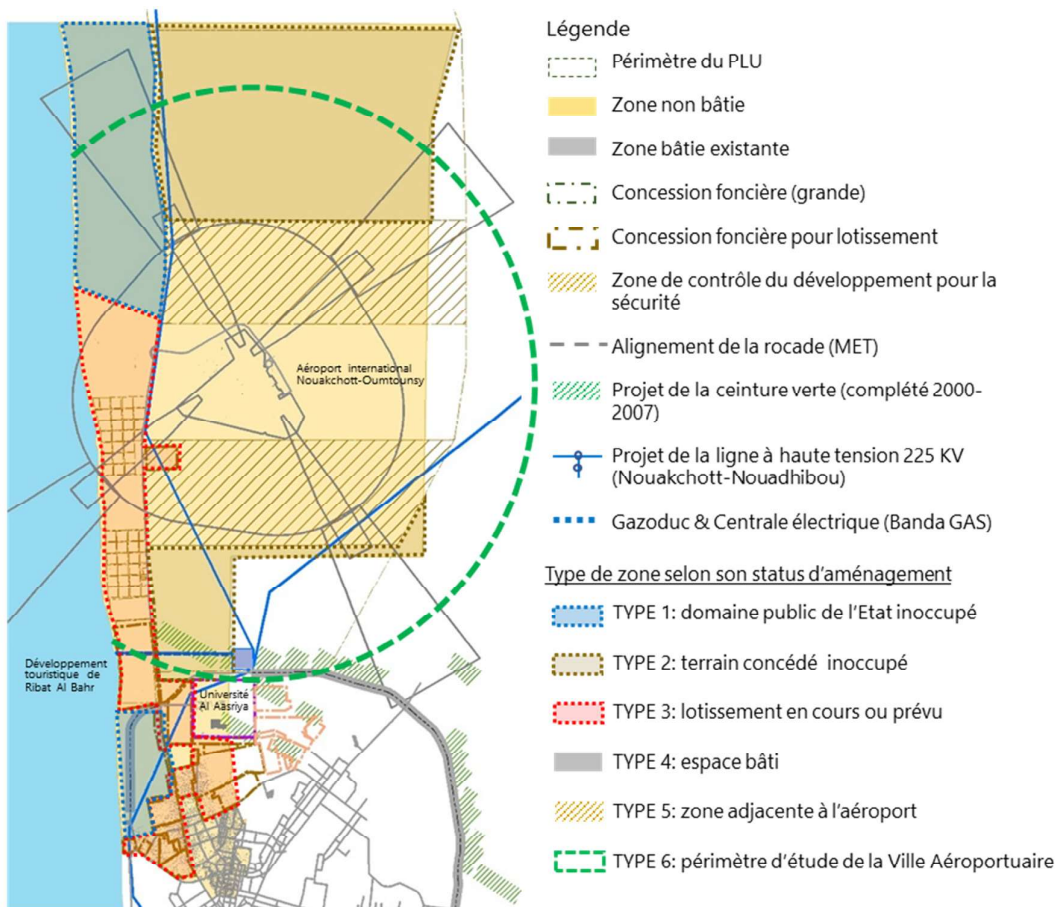 Légende
Périmètre du PLU
Zone non bâtie
Zone bâtie existante
Concession foncière (grande)
Concession foncière pour lotissement
Zone de contrôle du développement pour la
sécurité
Alignement de la rocade (MET)
Projet de la ceinture verte (complété 2000-
2007)
Projet de la ligne à haute tension 225 KV
(Nouakchott-Nouadhibou)
Gazoduc & Centrale électrique (Banda GAS)
Type de zone selon son status d'aménagement
TYPE 1: domaine public de l'Etat inoccupé
TYPE 2: terrain concédé inoccupé
TYPE 3: lotissement en cours ou prévu
TYPE 4: espace bâti
TYPE 5: zone adjacente à l'aéroport
TYPE 6: périmètre d'étude de la Ville Aéroportuaire
Aéroport international
Nouakchott-Oumtounsy
Développement
touristique de
Ribat Al Bahr
Université
Al Aasriya